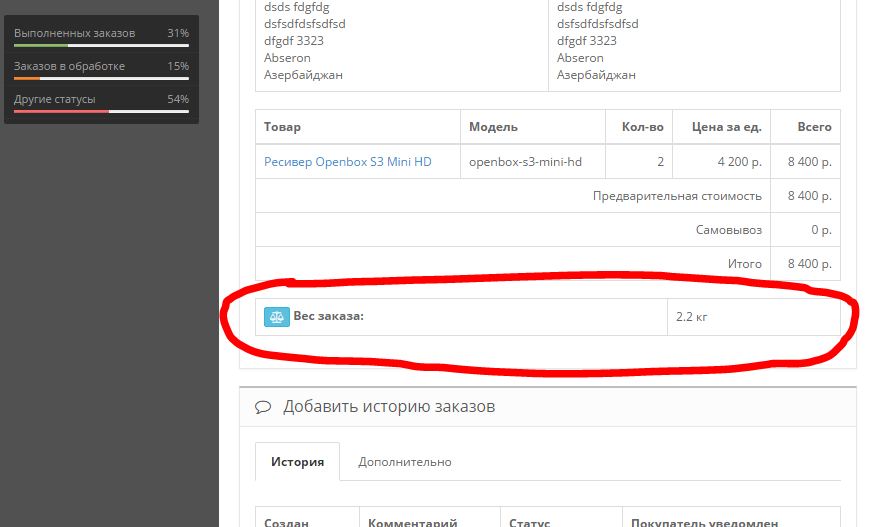 Выполненных заказов 31%
Заказов в обработке 15%
Другие статусы 54%
dsds fdgfdg dsds fdgfdg
dsfsdfdsfsdfsd dsfsdfdsfsdfsd
dfgdf 3323 dfgdf 3323
Abseron Abseron
Азербайджан Азербайджан
Товар Модель Кол-во Цена за ед. Всего
Ресивер Openbox S3 Mini HD openbox-s3-mini-hd 2 4 200 р. 8 400 р.
Предварительная стоимость 8 400 р.
Самовывоз 0 р.
Итого 8 400 р.
Вес заказа: 2.2 кг
Добавить историю заказов
История Дополнительно
Создан Комментарий Статус Покупатель уведомлен